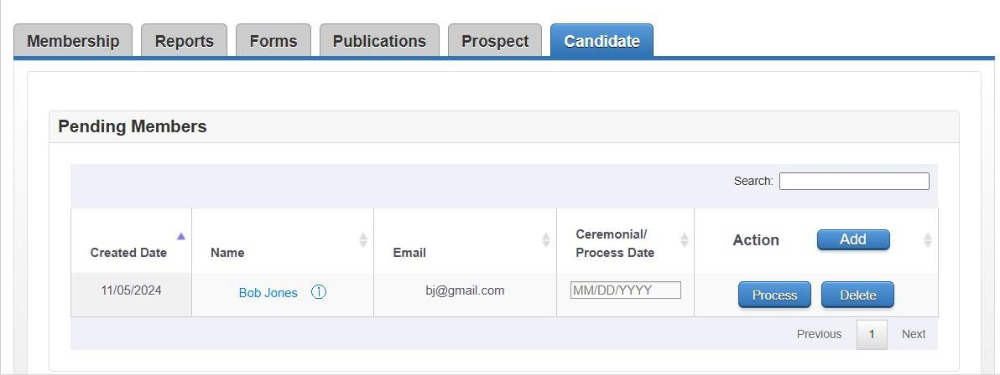 Membership Reports Forms Publications Prospect Candidate
Pending Members
Search:
Created Date Name Email Ceremonial/ Process Date Action Add
11/05/2024 Bob Jones bj@gmail.com MM/DD/YYYY Process Delete
Previous 1 Next